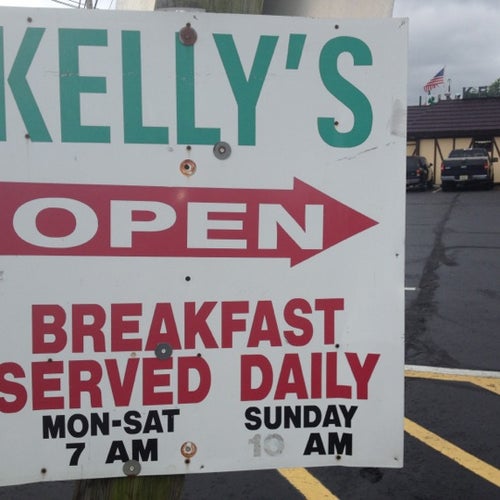 KELLY'S
OPEN
BREAKFAST
SERVED DAILY
MON-SAT SUNDAY
7 AM 10 AM